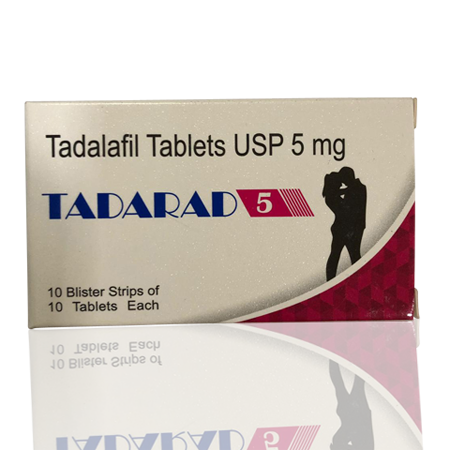 Tadalafil Tablets USP 5 mg
TADARAD 5
10 Blister Strips of
10 Tablets Each